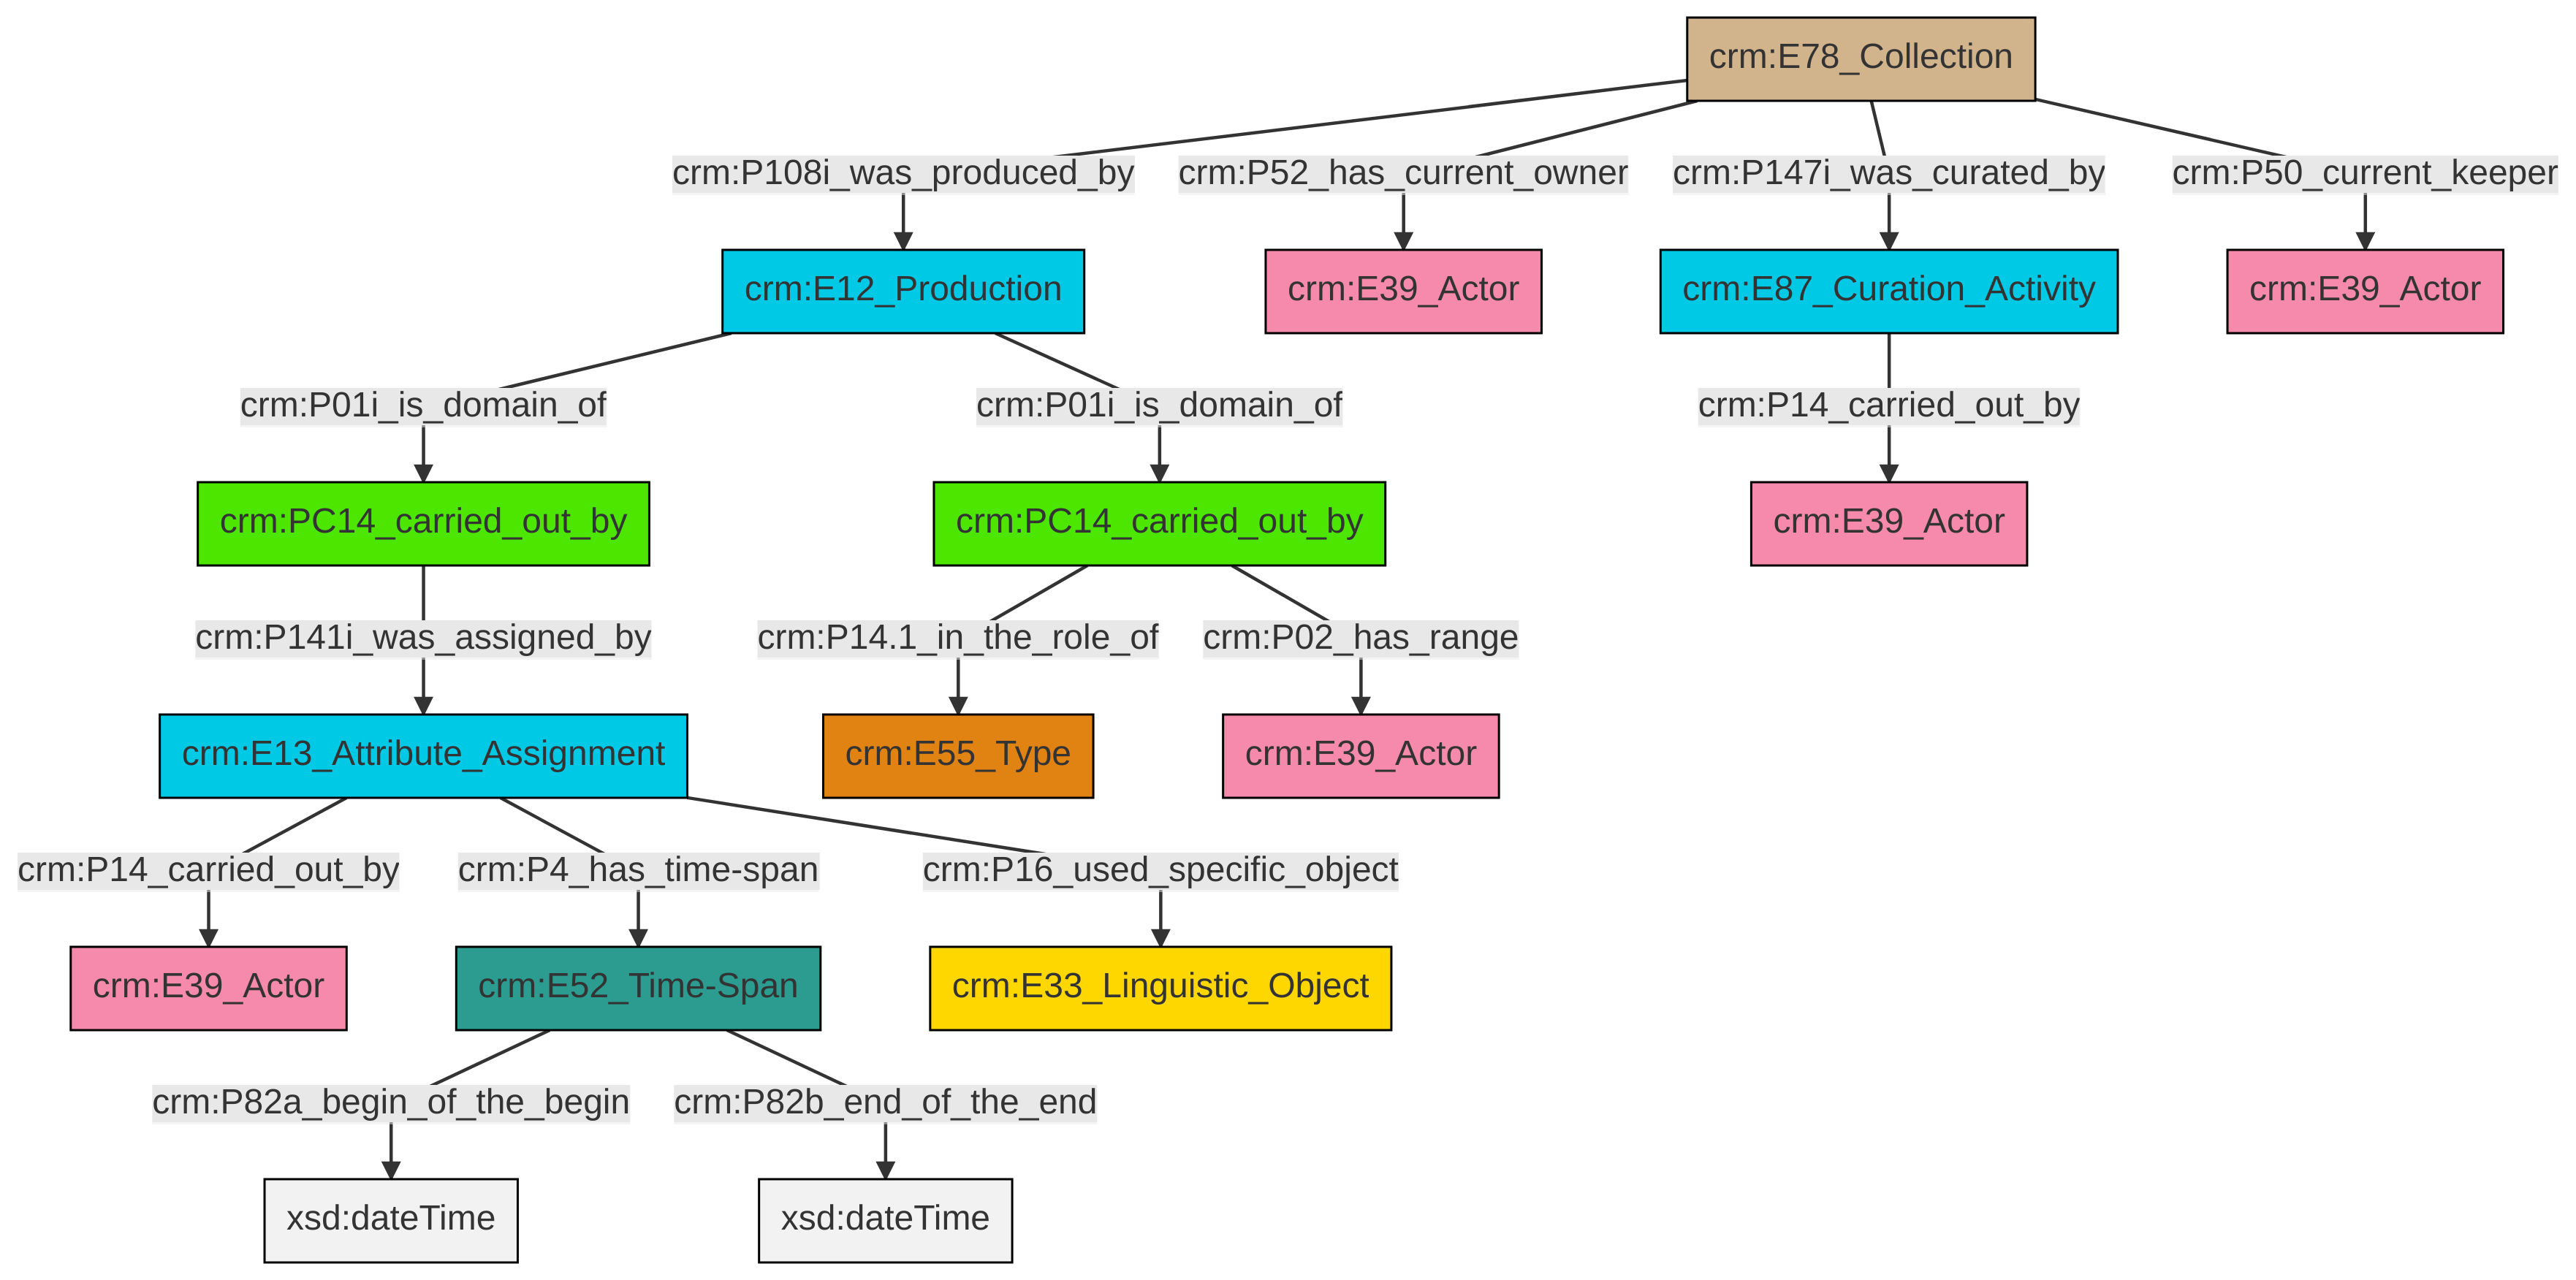 crm:E78_Collection
crm:P108i_was_produced_by
crm:P52_has_current_owner
crm:P147i_was_curated_by
crm:P50_current_keeper
crm:E12_Production
crm:E39_Actor
crm:E87_Curation_Activity
crm:E39_Actor
crm:P01i_is_domain_of
crm:P01i_is_domain_of
crm:P14_carried_out_by
crm:PC14_carried_out_by
crm:PC14_carried_out_by
crm:E39_Actor
crm:P141i_was_assigned_by
crm:P14.1_in_the_role_of
crm:P02_has_range
crm:E13_Attribute_Assignment
crm:E55_Type
crm:E39_Actor
crm:P14_carried_out_by
crm:P4_has_time-span
crm:P16_used_specific_object
crm:E39_Actor
crm:E52_Time-Span
crm:E33_Linguistic_Object
crm:P82a_begin_of_the_begin
crm:P82b_end_of_the_end
xsd:dateTime
xsd:dateTime